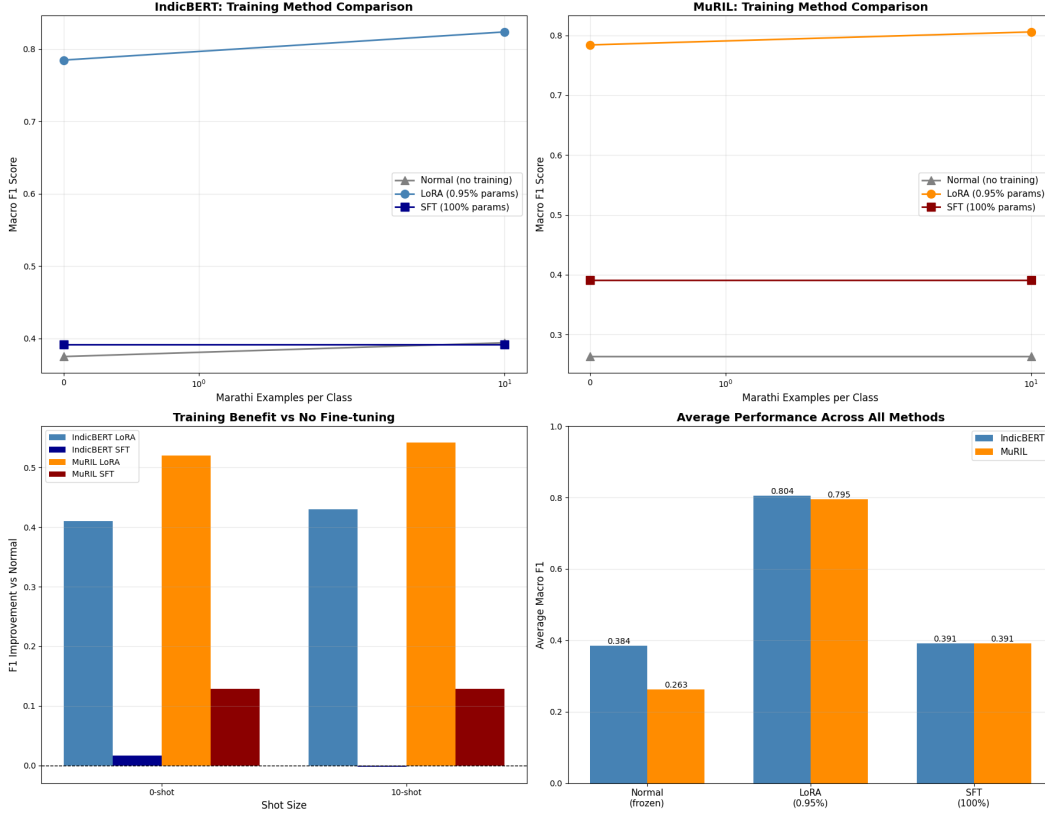 IndicBERT: Training Method Comparison
Macro F1 Score
0.8
0.7
0.6
0.5
0.4
Normal (no training)
LoRA (0.95% params)
SFT (100% params)
0
10⁰
10¹
Marathi Examples per Class
MuRIL: Training Method Comparison
Macro F1 Score
0.8
0.7
0.6
0.5
0.4
0.3
Normal (no training)
LoRA (0.95% params)
SFT (100% params)
0
10⁰
10¹
Marathi Examples per Class
Training Benefit vs No Fine-tuning
F1 Improvement vs Normal
0.5
0.4
0.3
0.2
0.1
0.0
IndicBERT LoRA
IndicBERT SFT
MuRIL LoRA
MuRIL SFT
0-shot
10-shot
Shot Size
Average Performance Across All Methods
Average Macro F1
1.0
0.8
0.6
0.4
0.2
0.0
IndicBERT
MuRIL
0.384
0.263
0.804
0.795
0.391
0.391
Normal
(frozen)
LoRA
(0.95%)
SFT
(100%)